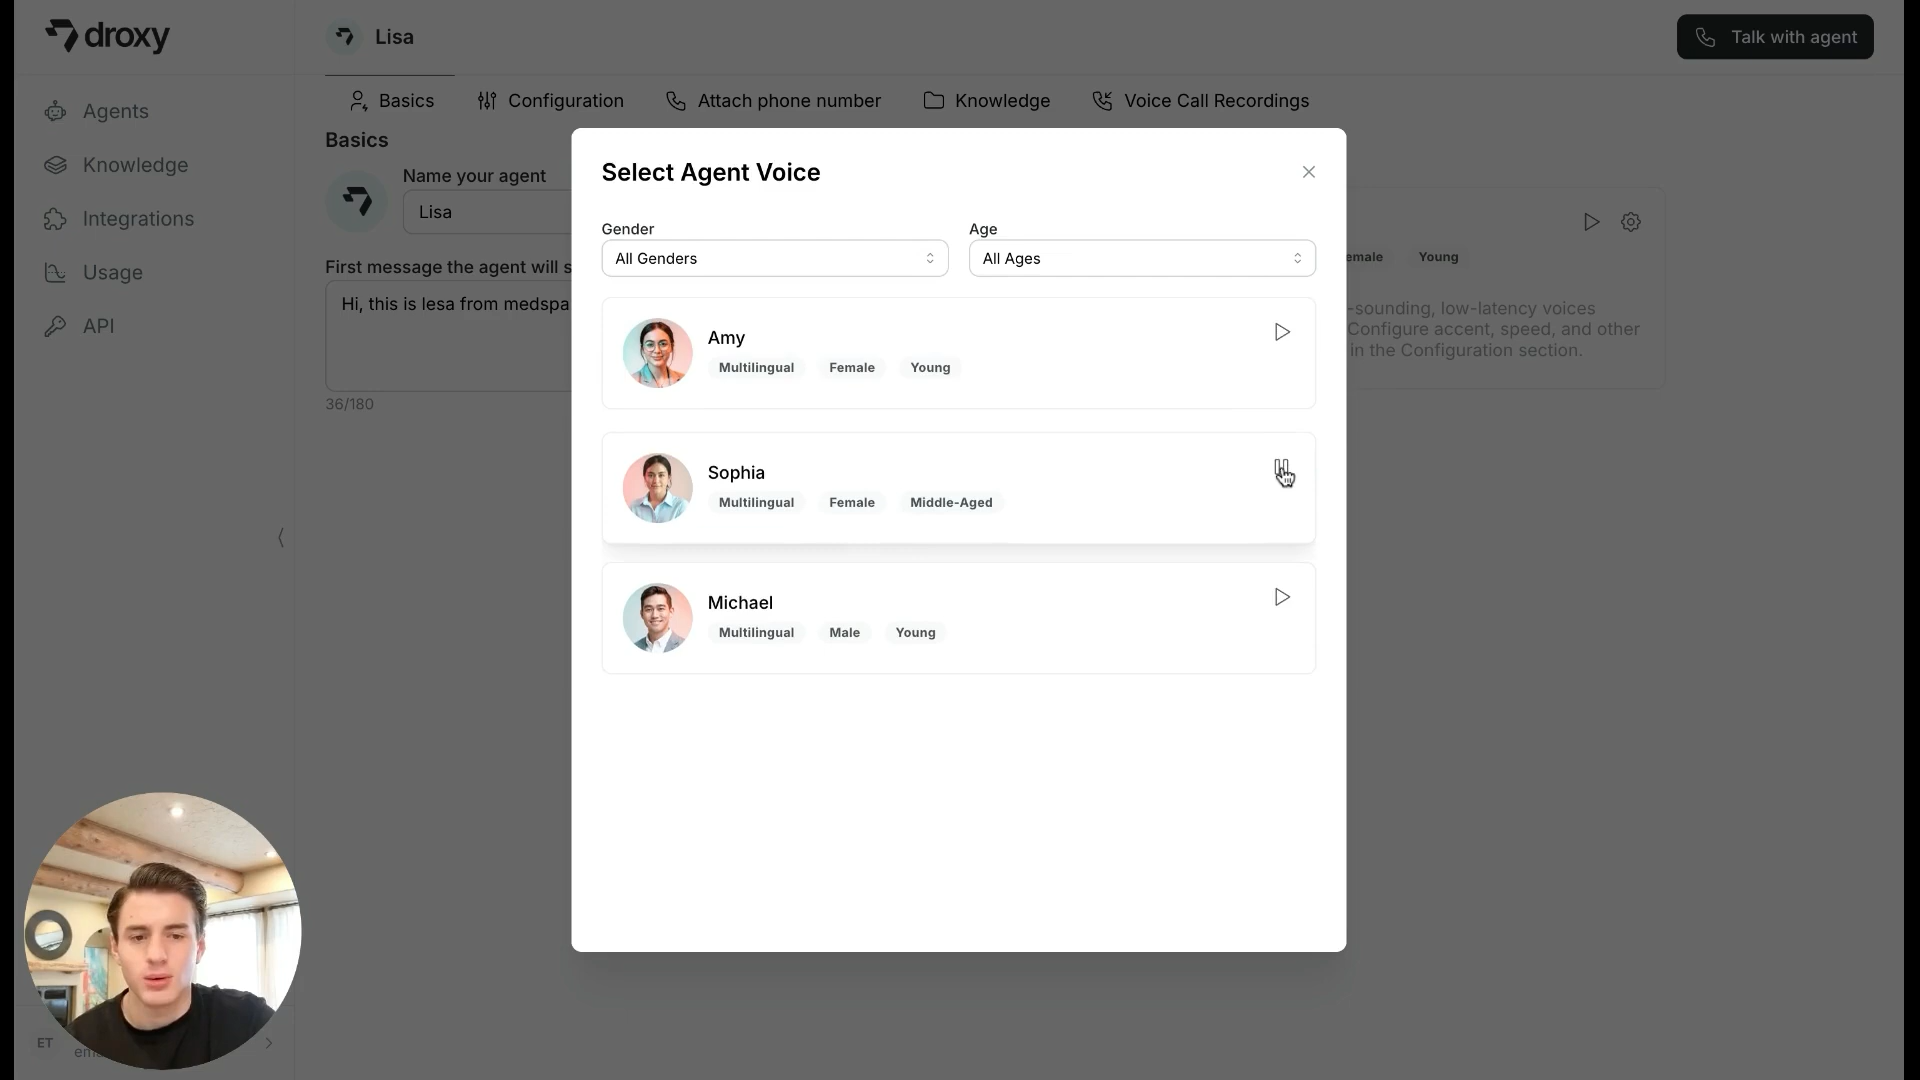 droxy
Lisa
Talk with agent
Agents
Knowledge
Integrations
Usage
API
Basics
Configuration
Attach phone number
Knowledge
Voice Call Recordings
Basics
Name your agent
Lisa
First message the agent will s
Hi, this is lesa from medspa
36/180
Select Agent Voice
Gender
All Genders
Age
All Ages
Amy
Multilingual Female Young
Sophia
Multilingual Female Middle-Aged
Michael
Multilingual Male Young
emale Young
-sounding, low-latency voices
Configure accent, speed, and other
in the Configuration section.
ET